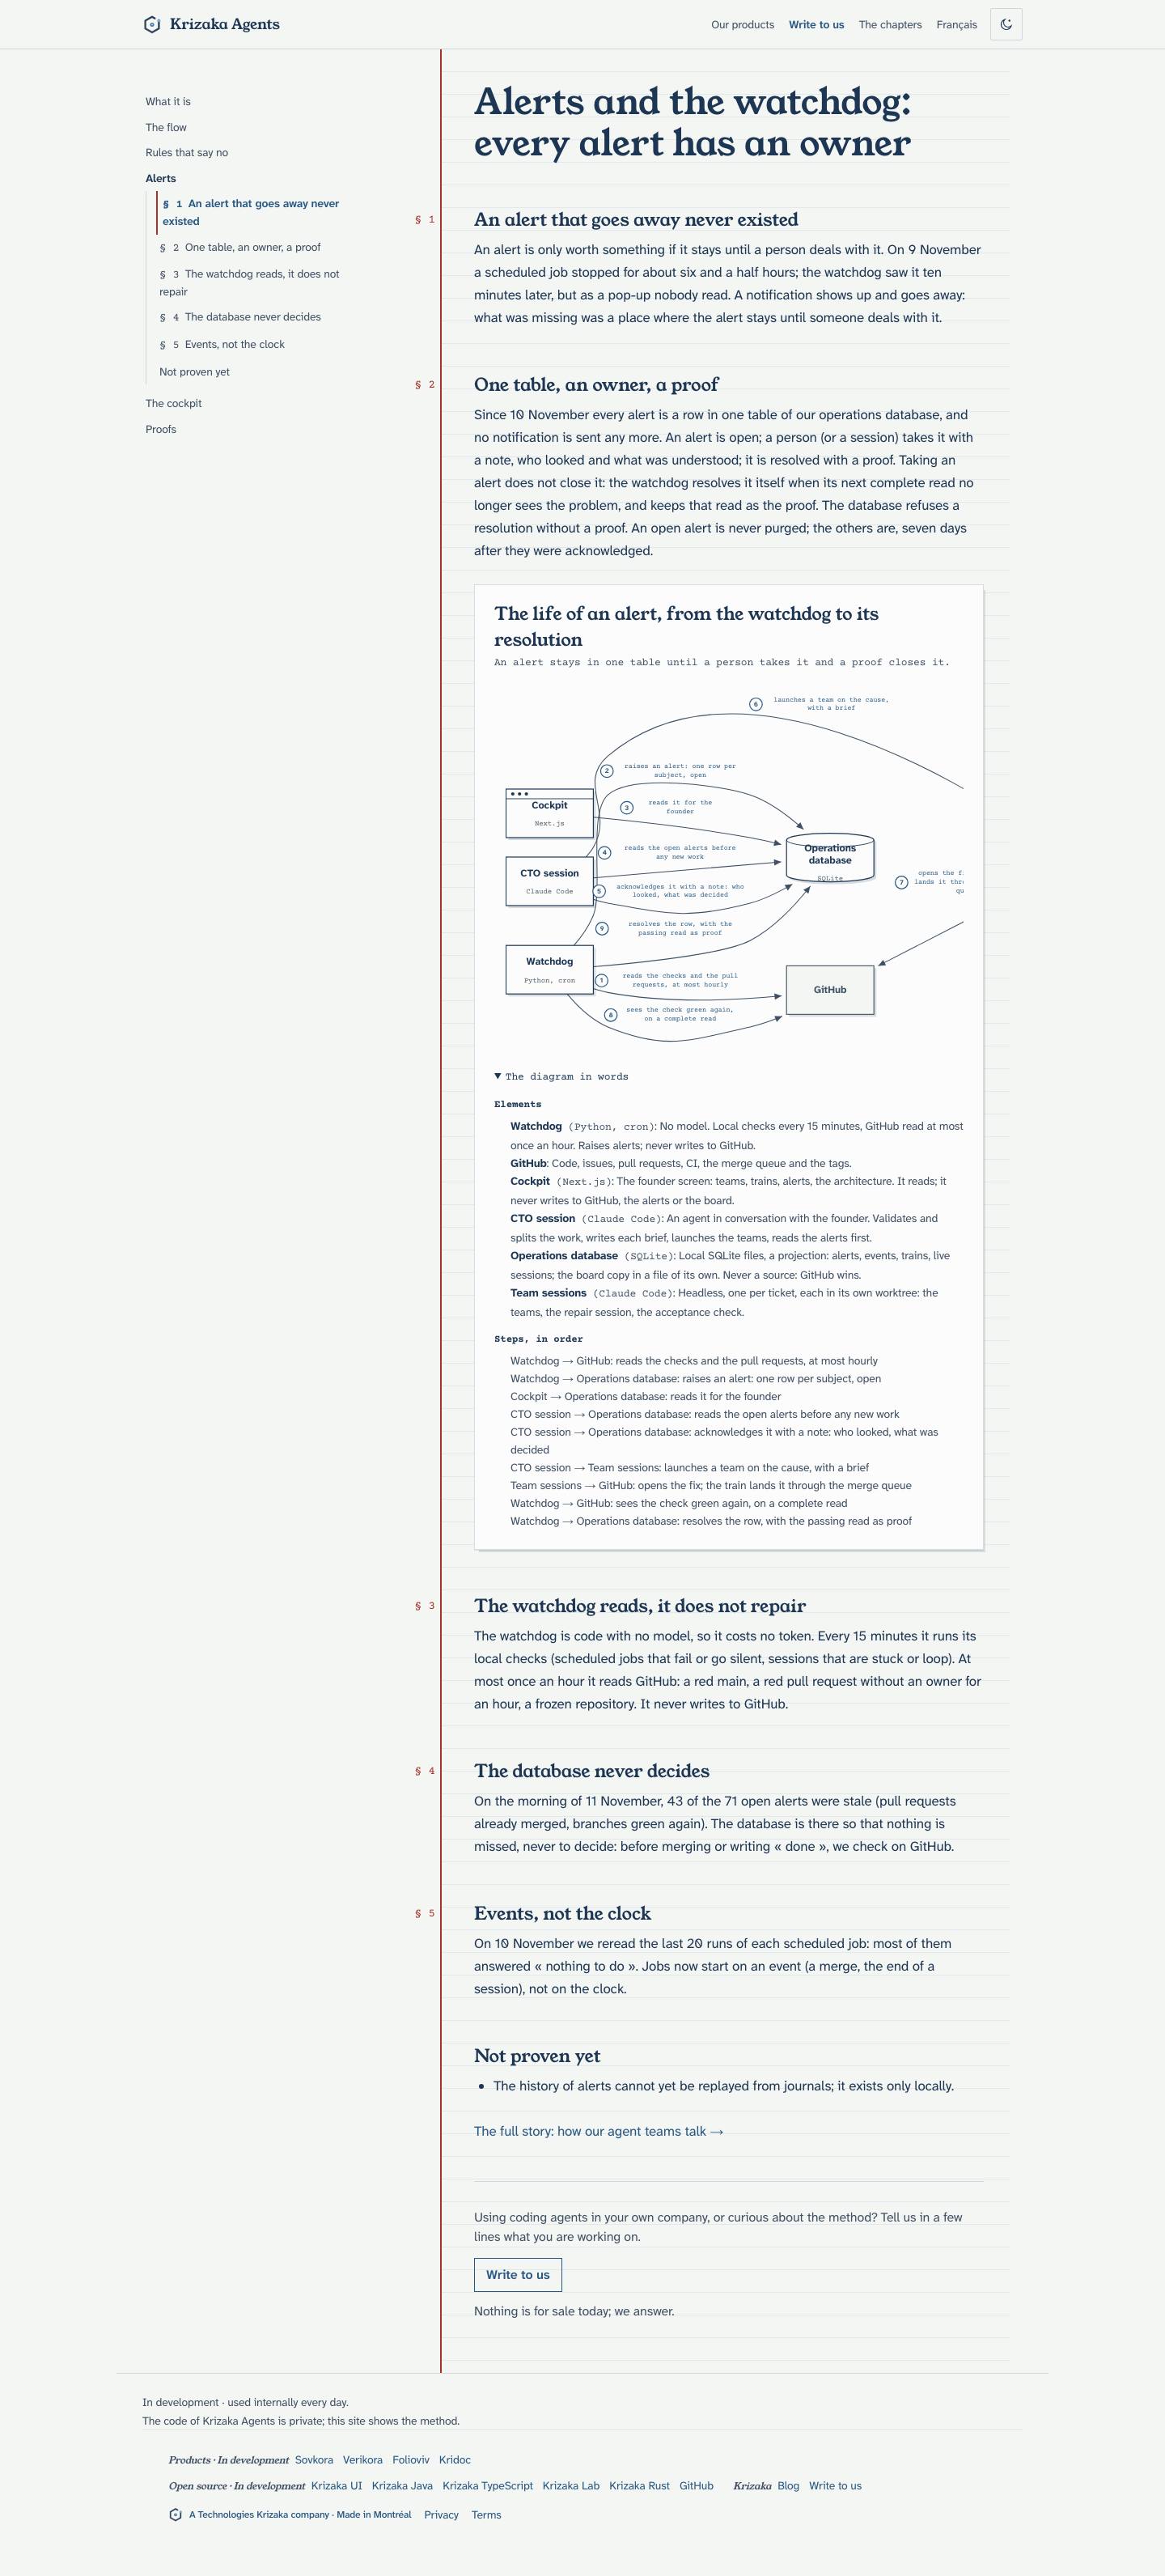 Krizaka Agents
Our products Write to us The chapters Français
What it is
The flow
Rules that say no
Alerts
§ 1 An alert that goes away never
existed
§ 2 One table, an owner, a proof
§ 3 The watchdog reads, it does not
repair
§ 4 The database never decides
§ 5 Events, not the clock
Not proven yet
The cockpit
Proofs
Alerts and the watchdog:
every alert has an owner
§ 1 An alert that goes away never existed
An alert is only worth something if it stays until a person deals with it. On 9 November
a scheduled job stopped for about six and a half hours; the watchdog saw it ten
minutes later, but as a pop-up nobody read. A notification shows up and goes away:
what was missing was a place where the alert stays until someone deals with it.
§ 2 One table, an owner, a proof
Since 10 November every alert is a row in one table of our operations database, and
no notification is sent any more. An alert is open; a person (or a session) takes it with
a note, who looked and what was understood; it is resolved with a proof. Taking an
alert does not close it: the watchdog resolves it itself when its next complete read no
longer sees the problem, and keeps that read as the proof. The database refuses a
resolution without a proof. An open alert is never purged; the others are, seven days
after they were acknowledged.
The life of an alert, from the watchdog to its
resolution
An alert stays in one table until a person takes it and a proof closes it.
6 launches a team on the cause,
with a brief
2 raises an alert: one row per
subject, open
Cockpit
Next.js
3 reads it for the
founder
4 reads the open alerts before
any new work
Operations
database
SQLite
CTO session
Claude Code
5 acknowledges it with a note: who
looked, what was decided
7 opens the f
lands it thr
qu
9 resolves the row, with the
passing read as proof
Watchdog
Python, cron
1 reads the checks and the pull
requests, at most hourly
GitHub
8 sees the check green again,
on a complete read
▼ The diagram in words
Elements
Watchdog (Python, cron): No model. Local checks every 15 minutes, GitHub read at most
once an hour. Raises alerts; never writes to GitHub.
GitHub: Code, issues, pull requests, CI, the merge queue and the tags.
Cockpit (Next.js): The founder screen: teams, trains, alerts, the architecture. It reads; it
never writes to GitHub, the alerts or the board.
CTO session (Claude Code): An agent in conversation with the founder. Validates and
splits the work, writes each brief, launches the teams, reads the alerts first.
Operations database (SQLite): Local SQLite files, a projection: alerts, events, trains, live
sessions; the board copy in a file of its own. Never a source: GitHub wins.
Team sessions (Claude Code): Headless, one per ticket, each in its own worktree: the
teams, the repair session, the acceptance check.
Steps, in order
Watchdog → GitHub: reads the checks and the pull requests, at most hourly
Watchdog → Operations database: raises an alert: one row per subject, open
Cockpit → Operations database: reads it for the founder
CTO session → Operations database: reads the open alerts before any new work
CTO session → Operations database: acknowledges it with a note: who looked, what was
decided
CTO session → Team sessions: launches a team on the cause, with a brief
Team sessions → GitHub: opens the fix; the train lands it through the merge queue
Watchdog → GitHub: sees the check green again, on a complete read
Watchdog → Operations database: resolves the row, with the passing read as proof
§ 3 The watchdog reads, it does not repair
The watchdog is code with no model, so it costs no token. Every 15 minutes it runs its
local checks (scheduled jobs that fail or go silent, sessions that are stuck or loop). At
most once an hour it reads GitHub: a red main, a red pull request without an owner for
an hour, a frozen repository. It never writes to GitHub.
§ 4 The database never decides
On the morning of 11 November, 43 of the 71 open alerts were stale (pull requests
already merged, branches green again). The database is there so that nothing is
missed, never to decide: before merging or writing « done », we check on GitHub.
§ 5 Events, not the clock
On 10 November we reread the last 20 runs of each scheduled job: most of them
answered « nothing to do ». Jobs now start on an event (a merge, the end of a
session), not on the clock.
Not proven yet
• The history of alerts cannot yet be replayed from journals; it exists only locally.
The full story: how our agent teams talk →
Using coding agents in your own company, or curious about the method? Tell us in a few
lines what you are working on.
Write to us
Nothing is for sale today; we answer.
In development · used internally every day.
The code of Krizaka Agents is private; this site shows the method.
Products · In development Sovkora Verikora Folioviv Kridoc
Open source · In development Krizaka UI Krizaka Java Krizaka TypeScript Krizaka Lab Krizaka Rust GitHub Krizaka Blog Write to us
A Technologies Krizaka company · Made in Montréal Privacy Terms